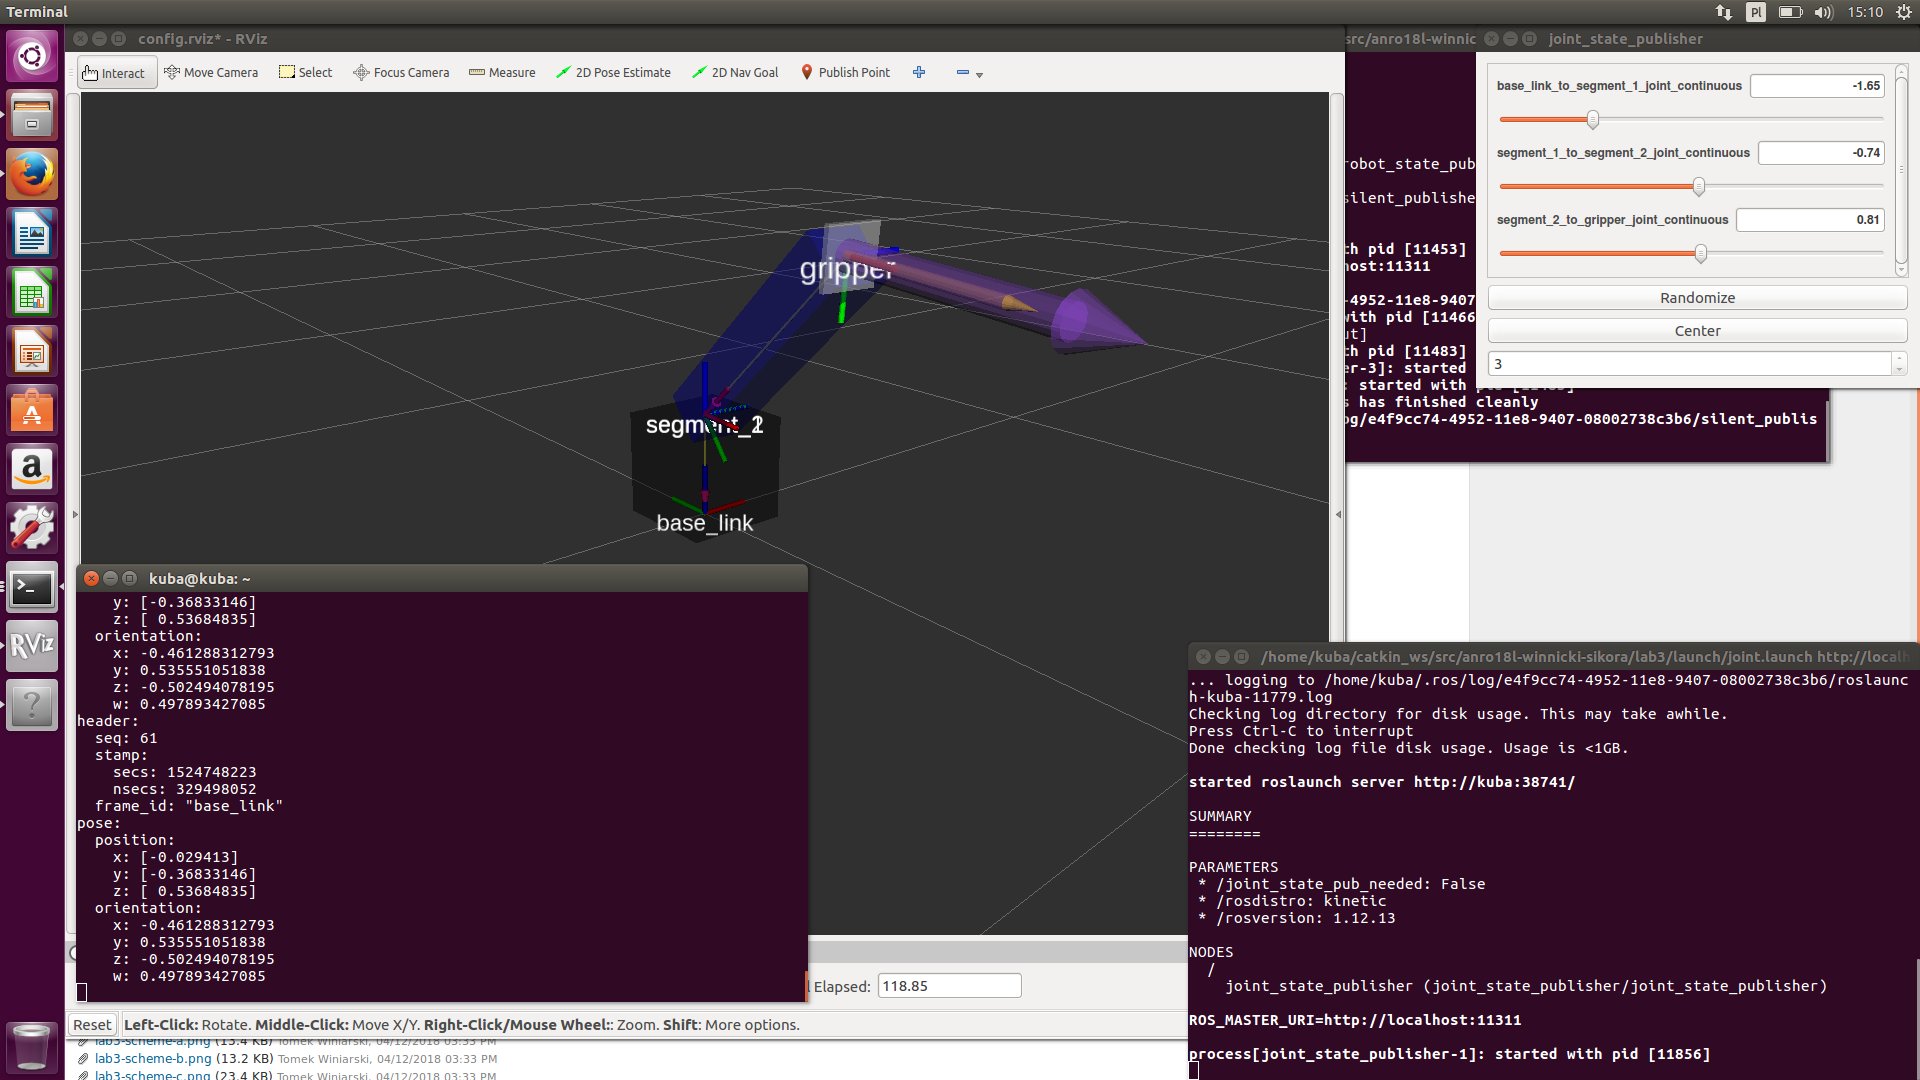 Terminal
Pl
15:10
config.rviz* - RViz
src/anro18l-winnic
joint_state_publisher
Interact
Move Camera
Select
Focus Camera
Measure
2D Pose Estimate
2D Nav Goal
Publish Point
base_link_to_segment_1_joint_continuous
-1.65
segment_1_to_segment_2_joint_continuous
-0.74
segment_2_to_gripper_joint_continuous
0.81
Randomize
Center
3
robot_state_pub
silent_publishe
th pid [11453]
host:11311
-4952-11e8-9407
with pid [11466
ut]
th pid [11483]
er-3]: started
: started with
s has finished cleanly
og/e4f9cc74-4952-11e8-9407-08002738c3b6/silent_publis
gripper
base_link
kuba@kuba: ~
y: [-0.36833146]
z: [ 0.53684835]
orientation:
x: -0.461288312793
y: 0.535551051838
z: -0.502494078195
w: 0.497893427085
header:
seq: 61
stamp:
secs: 1524748223
nsecs: 329498052
frame_id: "base_link"
pose:
position:
x: [-0.029413]
y: [-0.36833146]
z: [ 0.53684835]
orientation:
x: -0.461288312793
y: 0.535551051838
z: -0.502494078195
w: 0.497893427085
/home/kuba/catkin_ws/src/anro18l-winnicki-sikora/lab3/launch/joint.launch http://localh
... logging to /home/kuba/.ros/log/e4f9cc74-4952-11e8-9407-08002738c3b6/roslaunc
h-kuba-11779.log
Checking log directory for disk usage. This may take awhile.
Press Ctrl-C to interrupt
Done checking log file disk usage. Usage is <1GB.
started roslaunch server http://kuba:38741/
SUMMARY
========
PARAMETERS
* /joint_state_pub_needed: False
* /rosdistro: kinetic
* /rosversion: 1.12.13
NODES
/
joint_state_publisher (joint_state_publisher/joint_state_publisher)
ROS_MASTER_URI=http://localhost:11311
process[joint_state_publisher-1]: started with pid [11856]
Elapsed:
118.85
Reset
Left-Click: Rotate. Middle-Click: Move X/Y. Right-Click/Mouse Wheel:: Zoom. Shift: More options.
lab3-scheme-a.png (13.4 KB) Tomek Winiarski, 04/12/2018 03:33 PM
lab3-scheme-b.png (13.2 KB) Tomek Winiarski, 04/12/2018 03:33 PM
lab3-scheme-c.png (23.4 KB) Tomek Winiarski, 04/12/2018 03:33 PM
RViz